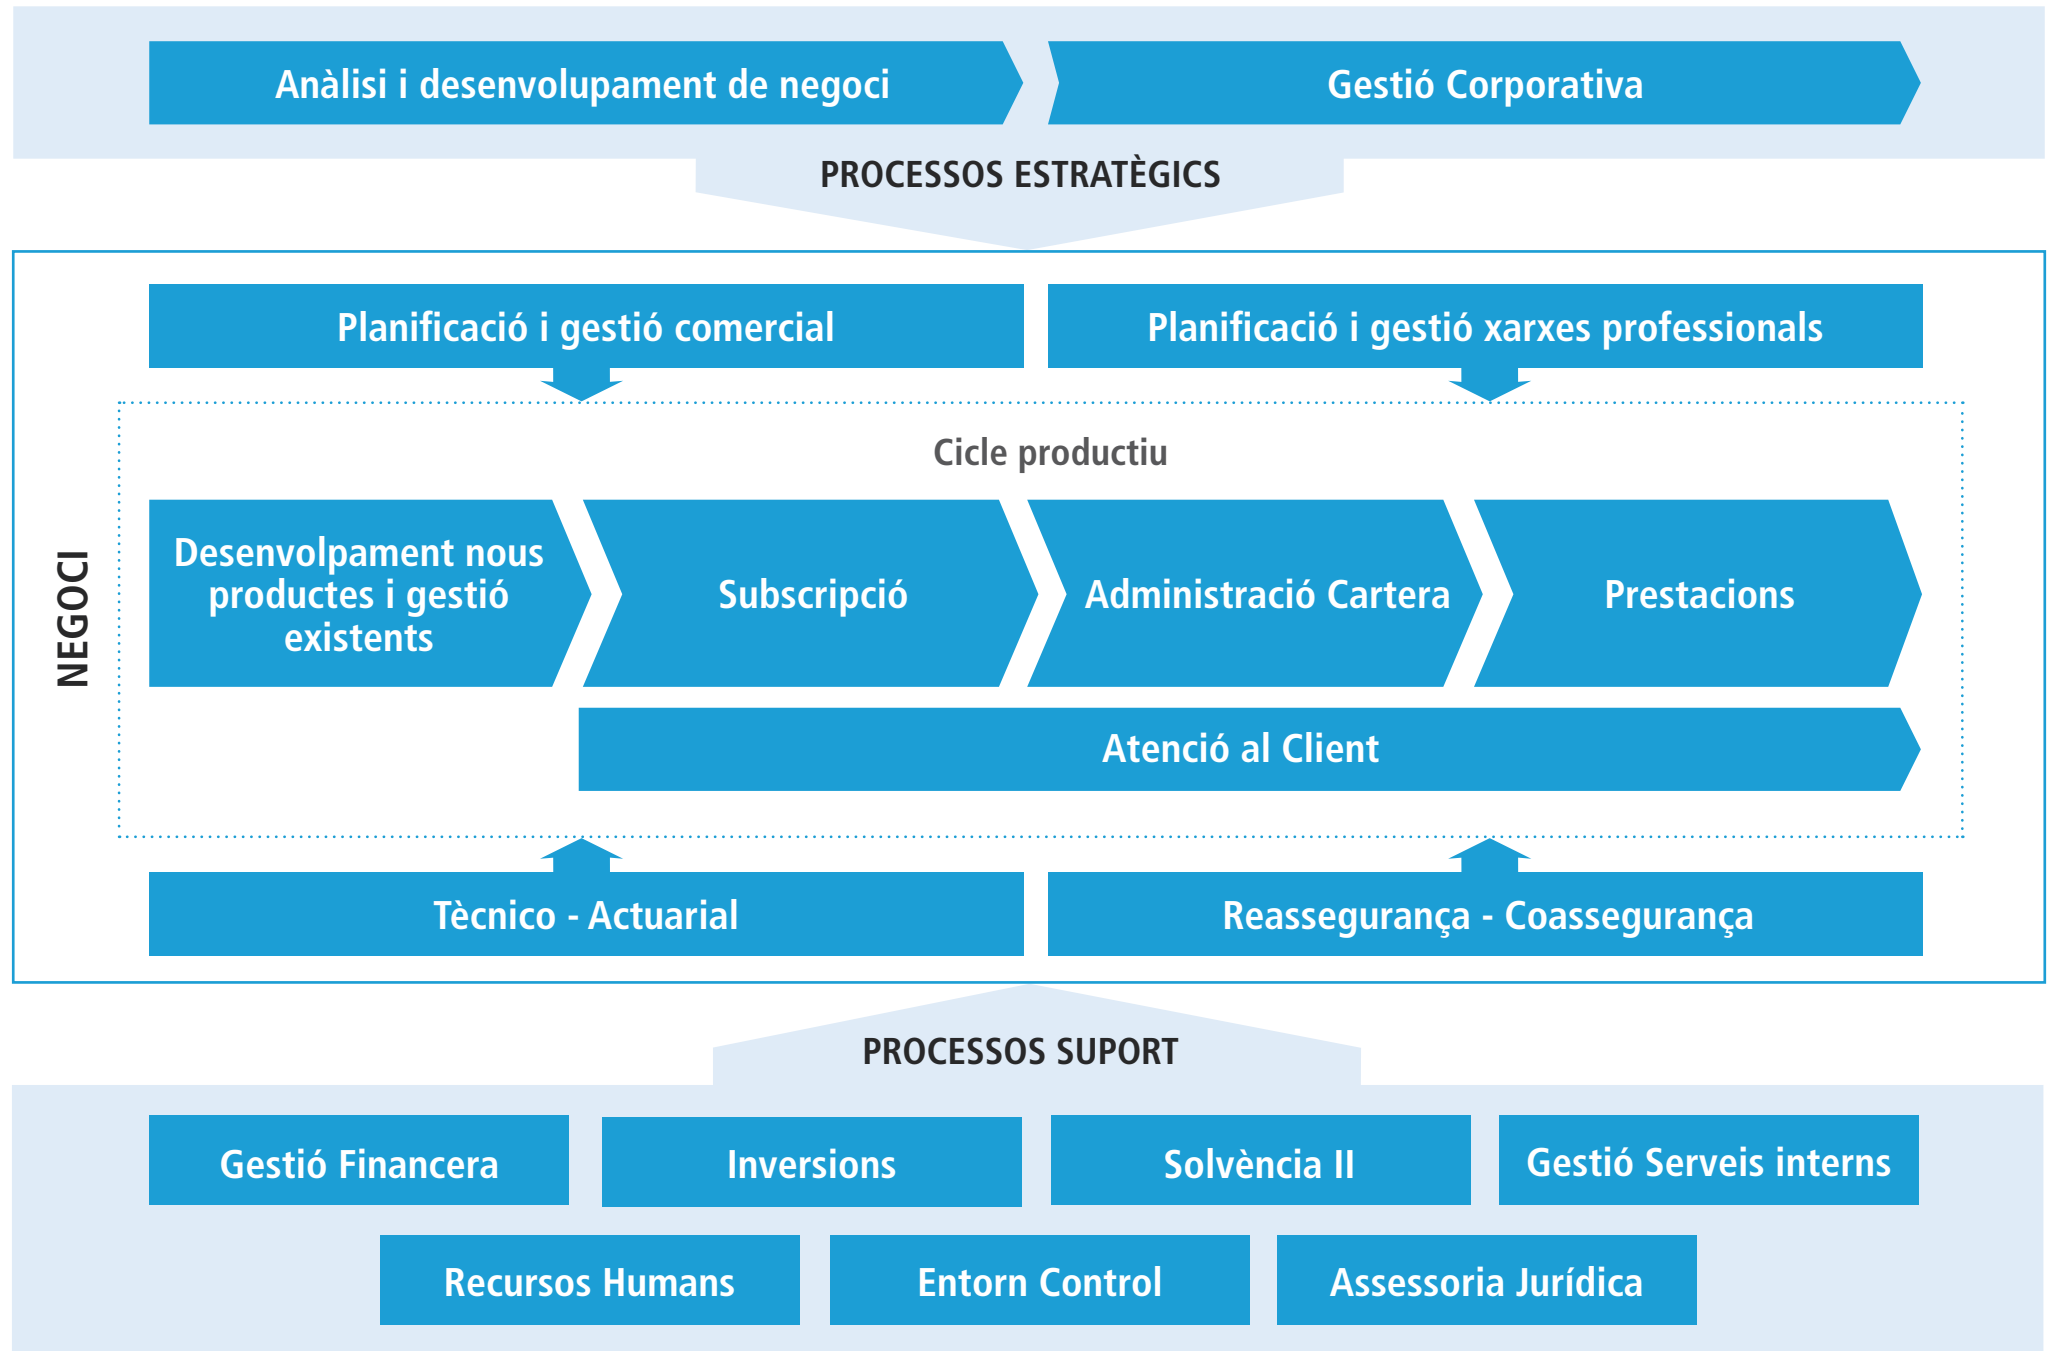 Anàlisi i desenvolupament de negoci
Gestió Corporativa
PROCESSOS ESTRATÈGICS
Planificació i gestió comercial
Planificació i gestió xarxes professionals
NEGOCI
Cicle productiu
Desenvolpament nous
productes i gestió
existents
Subscripció
Administració Cartera
Prestacions
Atenció al Client
Tècnico - Actuarial
Reassegurança - Coassegurança
PROCESSOS SUPORT
Gestió Financera
Inversions
Solvència II
Gestió Serveis interns
Recursos Humans
Entorn Control
Assessoria Jurídica